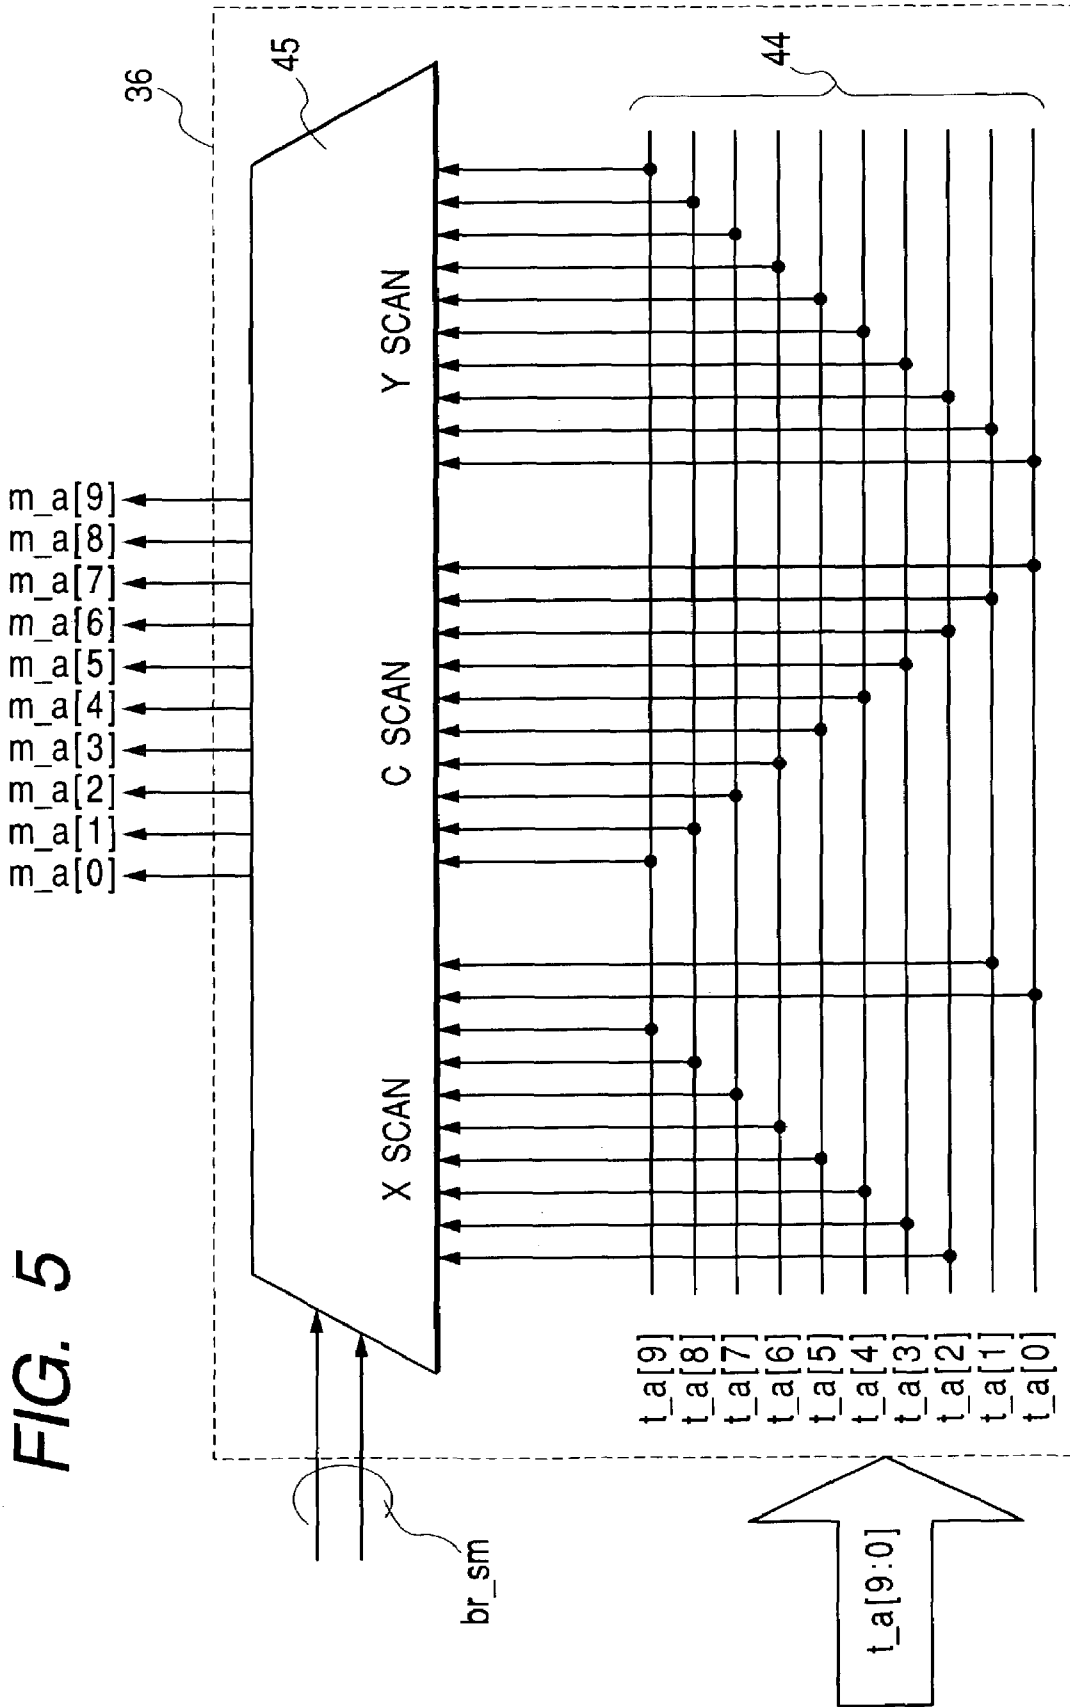 FIG. 5
36
45
m_a[0]
m_a[1]
m_a[2]
m_a[3]
m_a[4]
m_a[5]
m_a[6]
m_a[7]
m_a[8]
m_a[9]
br_sm
X SCAN
C SCAN
Y SCAN
44
t_a[9]
t_a[8]
t_a[7]
t_a[6]
t_a[5]
t_a[4]
t_a[3]
t_a[2]
t_a[1]
t_a[0]
t_a[9:0]